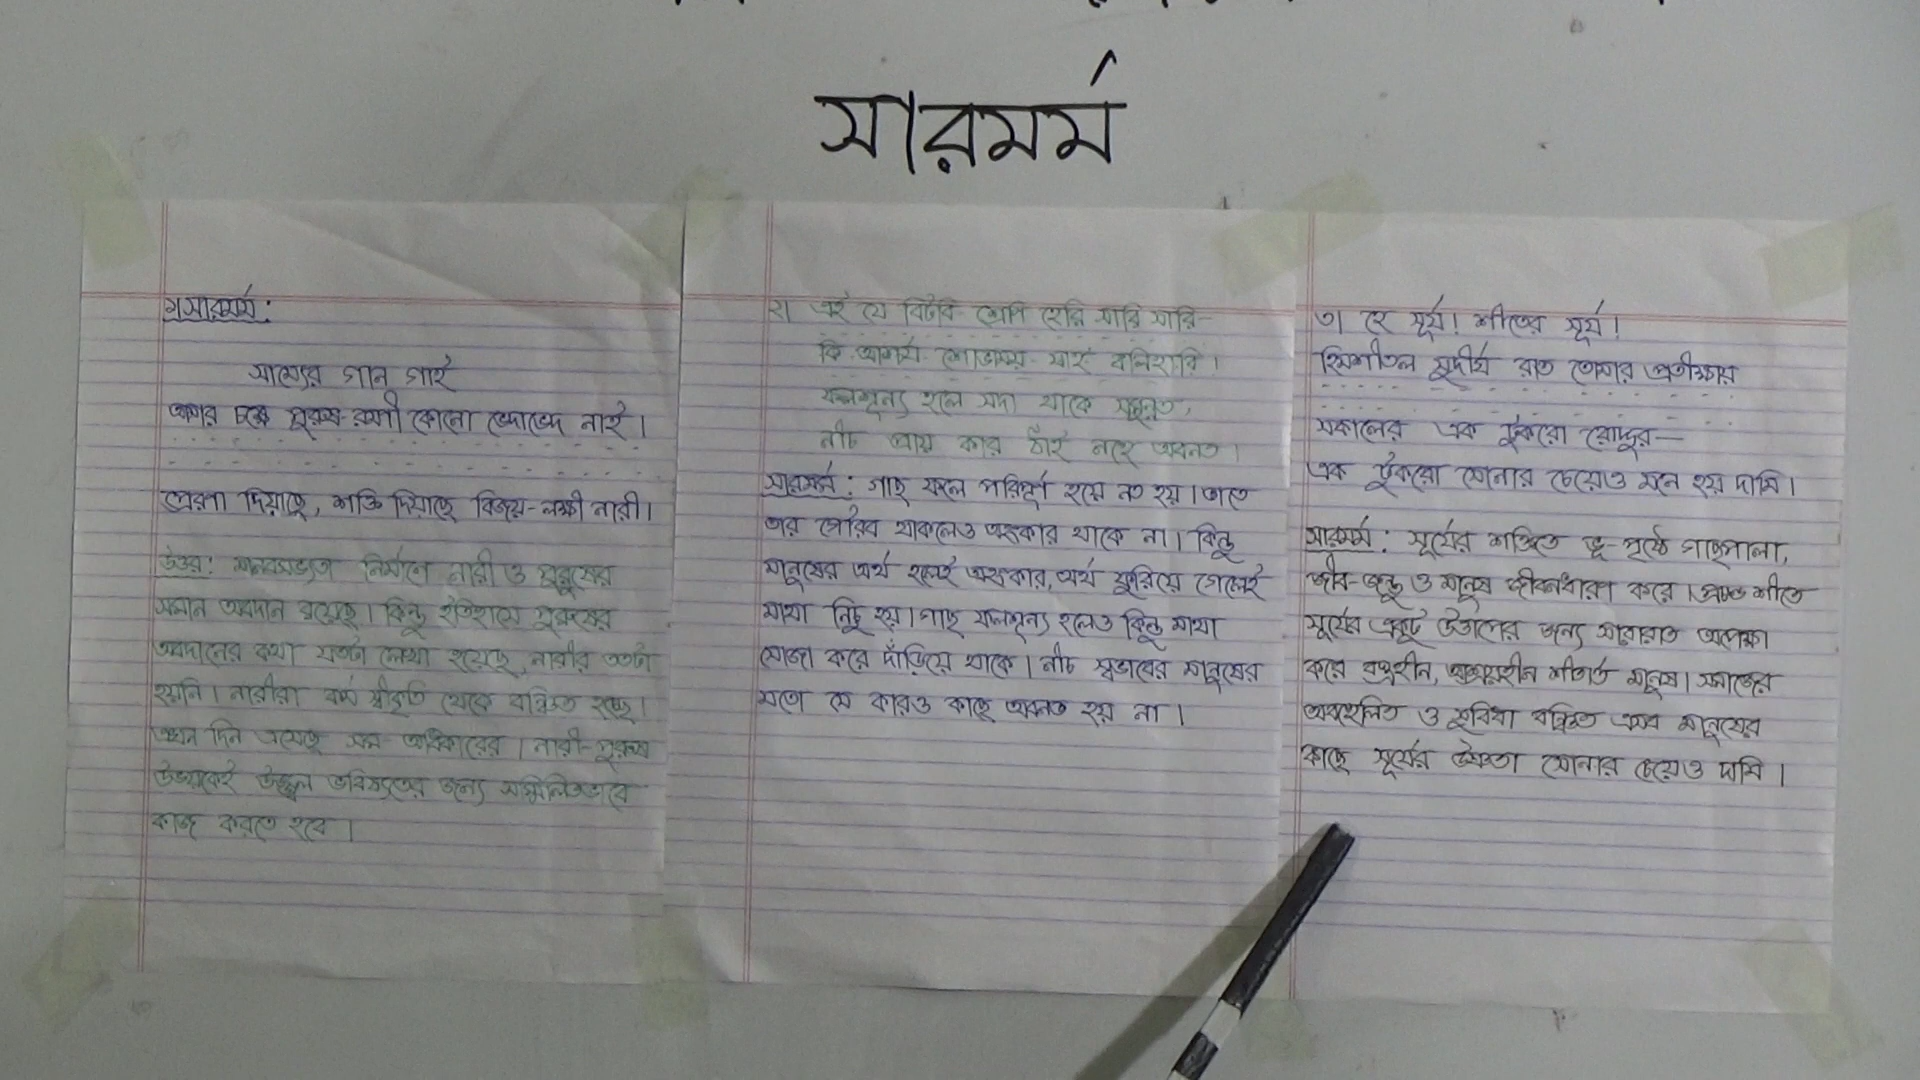 সারমর্ম
১। সারমর্ম:
সাম্যের গান গাই
আমার চক্ষে পুরুষ-রমণী কোনো ভেদাভেদ নাই।
প্রেরণা দিয়াছে, শক্তি দিয়াছে বিজয়-লক্ষ্মী নারী।
উত্তর: মানবসভ্যতা নির্মাণে নারী ও পুরুষের
সমান অবদান রয়েছে। কিন্তু ইতিহাসে পুরুষের
অবদানের কথা যতটা লেখা হয়েছে, নারীর ততটা
হয়নি। নারীরা কর্ম স্বীকৃতি থেকে বঞ্চিত হচ্ছে।
এখন দিন এসেছে সম-অধিকারের। নারী-পুরুষ
উভয়কেই উজ্জ্বল ভবিষ্যতের জন্যে সম্মিলিতভাবে
কাজ করতে হবে।
২। এই যে বিটপি-শ্রেণি হেরি সারি সারি-
কি আশ্চর্য শোভাময় যাই বলিহারি।
ফলশূন্য হলে সদা থাকে সমুন্নত,
নীচ প্রায় কার ঠাঁই নহে অবনত।
সারমর্ম: গাছ ফলে পরিপূর্ণ হয়ে নত হয়। তাতে
তার গৌরব থাকলেও অহংকার থাকে না। কিন্তু
মানুষের অর্থ হলেই অহংকার, অর্থ ফুরিয়ে গেলেই
মাথা নিচু হয়। গাছ ফলশূন্য হলেও কিন্তু মাথা
সোজা করে দাঁড়িয়ে থাকে। নীচ স্বভাবের মানুষের
মতো সে কারও কাছে অবনত হয় না।
৩। হে সূর্য! শীতের সূর্য!
হিমশীতল সুদীর্ঘ রাত তোমার প্রতীক্ষায়
সকালের এক টুকরো রোদ্দুর—
এক টুকরো সোনার চেয়েও মনে হয় দামি।
সারমর্ম: সূর্যের শক্তিতে ভূ-পৃষ্ঠে গাছপালা,
জীব-জন্তু ও মানুষ জীবনধারণ করে। প্রচণ্ড শীতে
সূর্যের একটু উত্তাপের জন্য সারারাত অপেক্ষা
করে বস্ত্রহীন, আশ্রয়হীন শীতার্ত মানুষ। সমাজের
অবহেলিত ও সুবিধা বঞ্চিত এসব মানুষের
কাছে সূর্যের উষ্ণতা সোনার চেয়েও দামি।